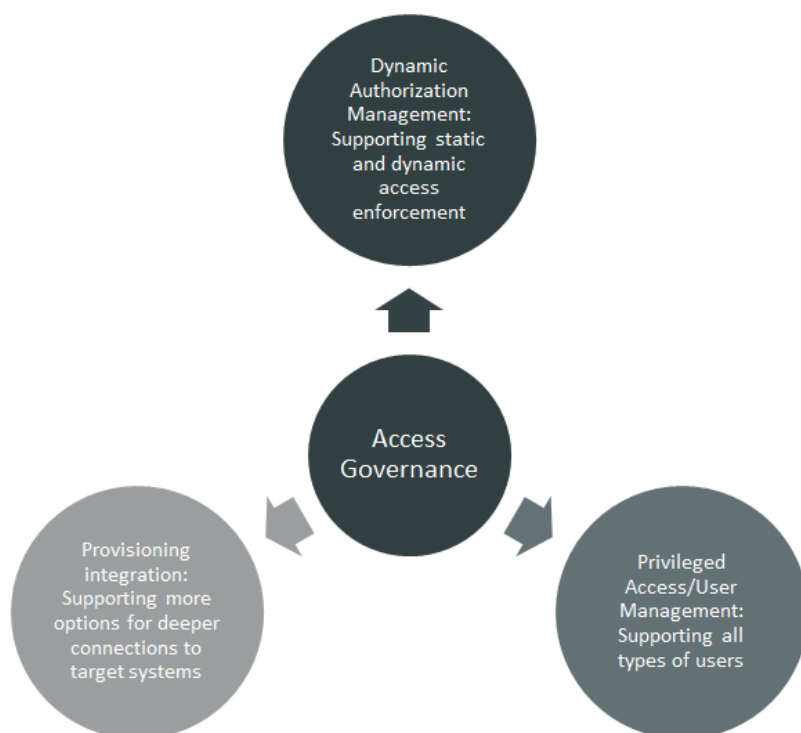 Dynamic
Authorization
Management:
Supporting static
and dynamic
access
enforcement
Access
Governance
Provisioning
integration:
Supporting more
options for deeper
connections to
target systems
Privileged
Access/User
Management:
Supporting all
types of users